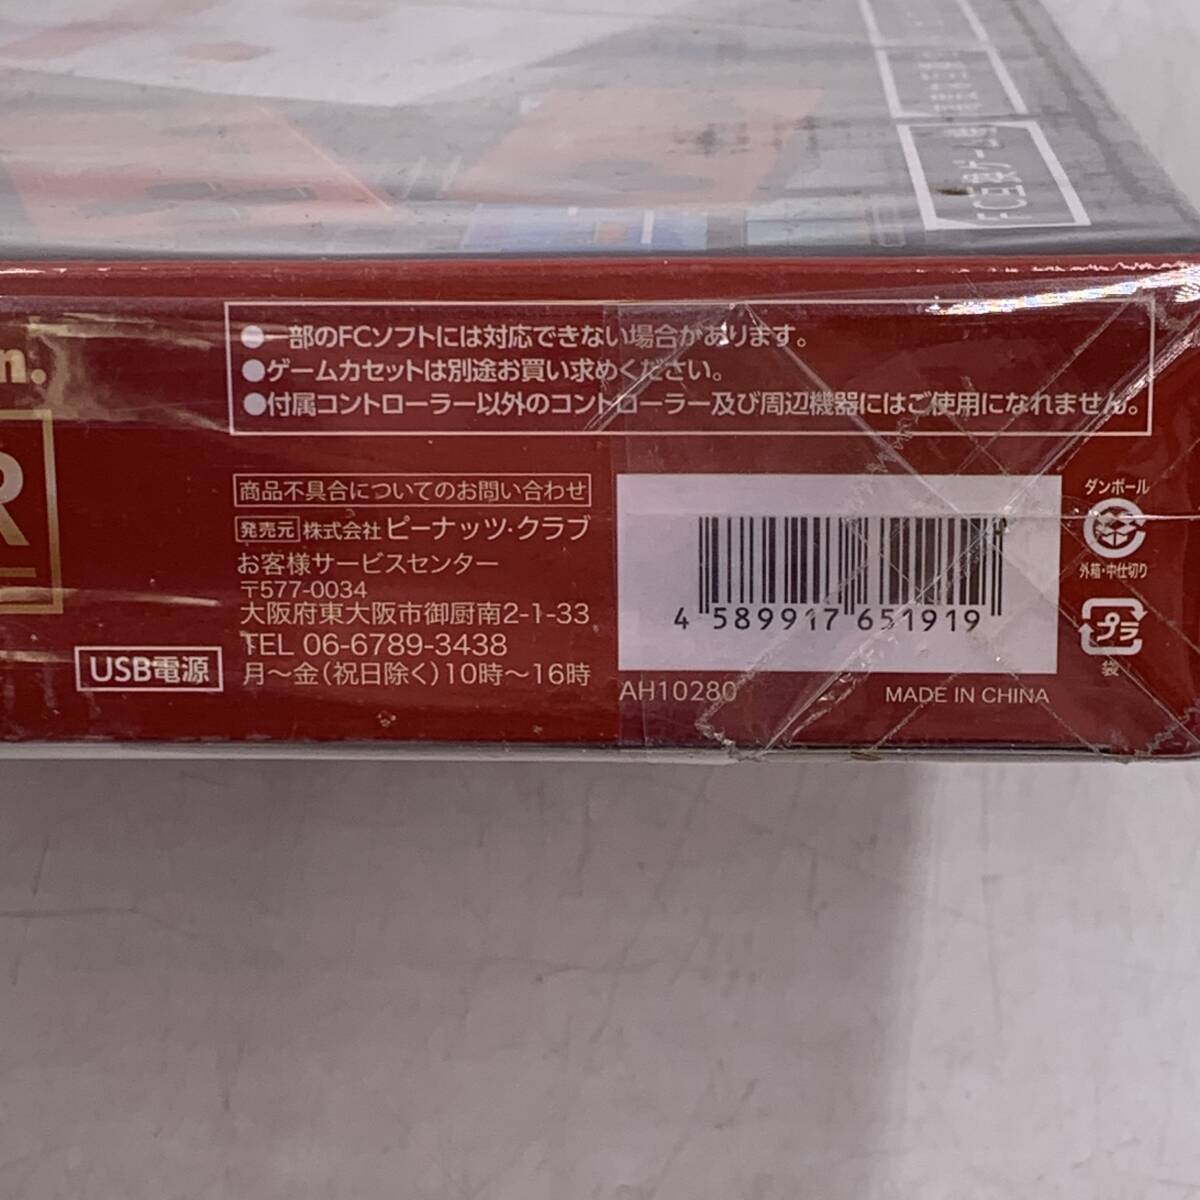 FC互換ゲーム機
n.
R
●一部のFCソフトには対応できない場合があります。
●ゲームカセットは別途お買い求めください。
●付属コントローラー以外のコントローラー及び周辺機器にはご使用になれません。
商品不具合についてのお問い合わせ
発売元 株式会社 ピーナッツ・クラブ
お客様サービスセンター
〒577-0034
大阪府東大阪市御厨南2-1-33
TEL 06-6789-3438
月〜金(祝日除く)10時〜16時
USB電源
4 589917 651919
AH10280
MADE IN CHINA
ダンボール
外箱・中仕切り
プラ
袋